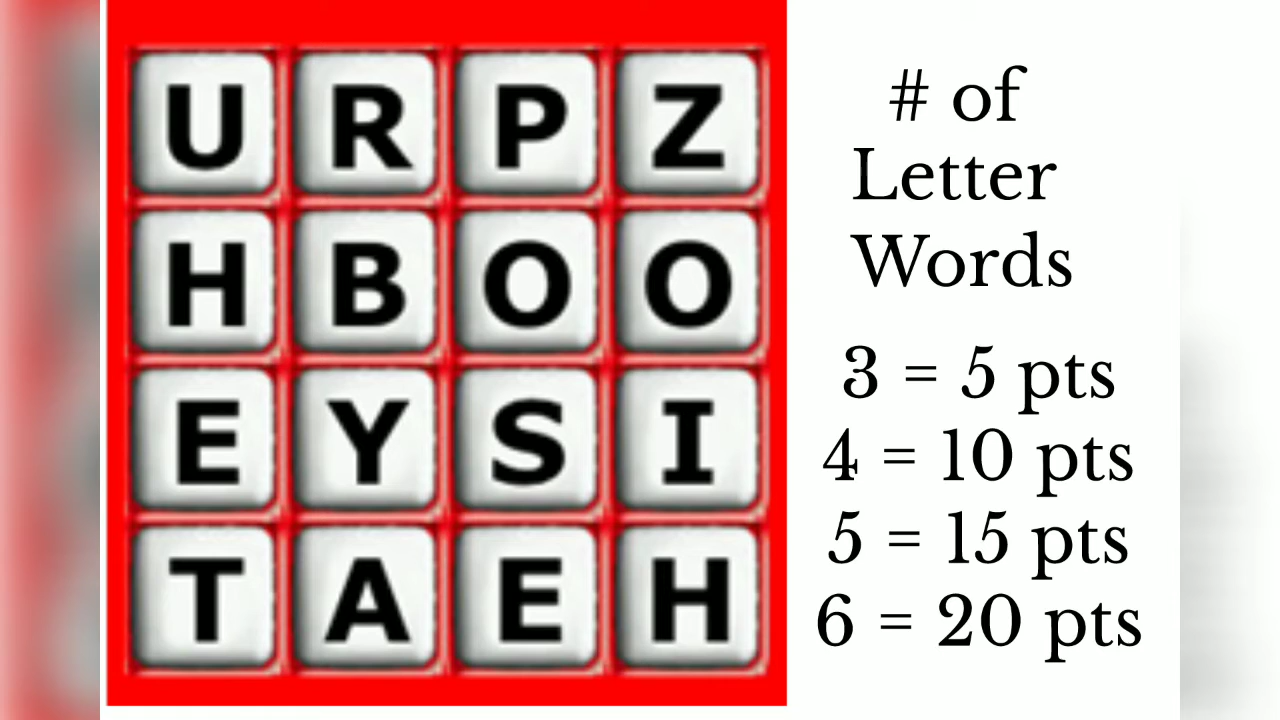 U R P Z
H B O O
E Y S I
T A E H
# of
Letter
Words
3 = 5 pts
4 = 10 pts
5 = 15 pts
6 = 20 pts